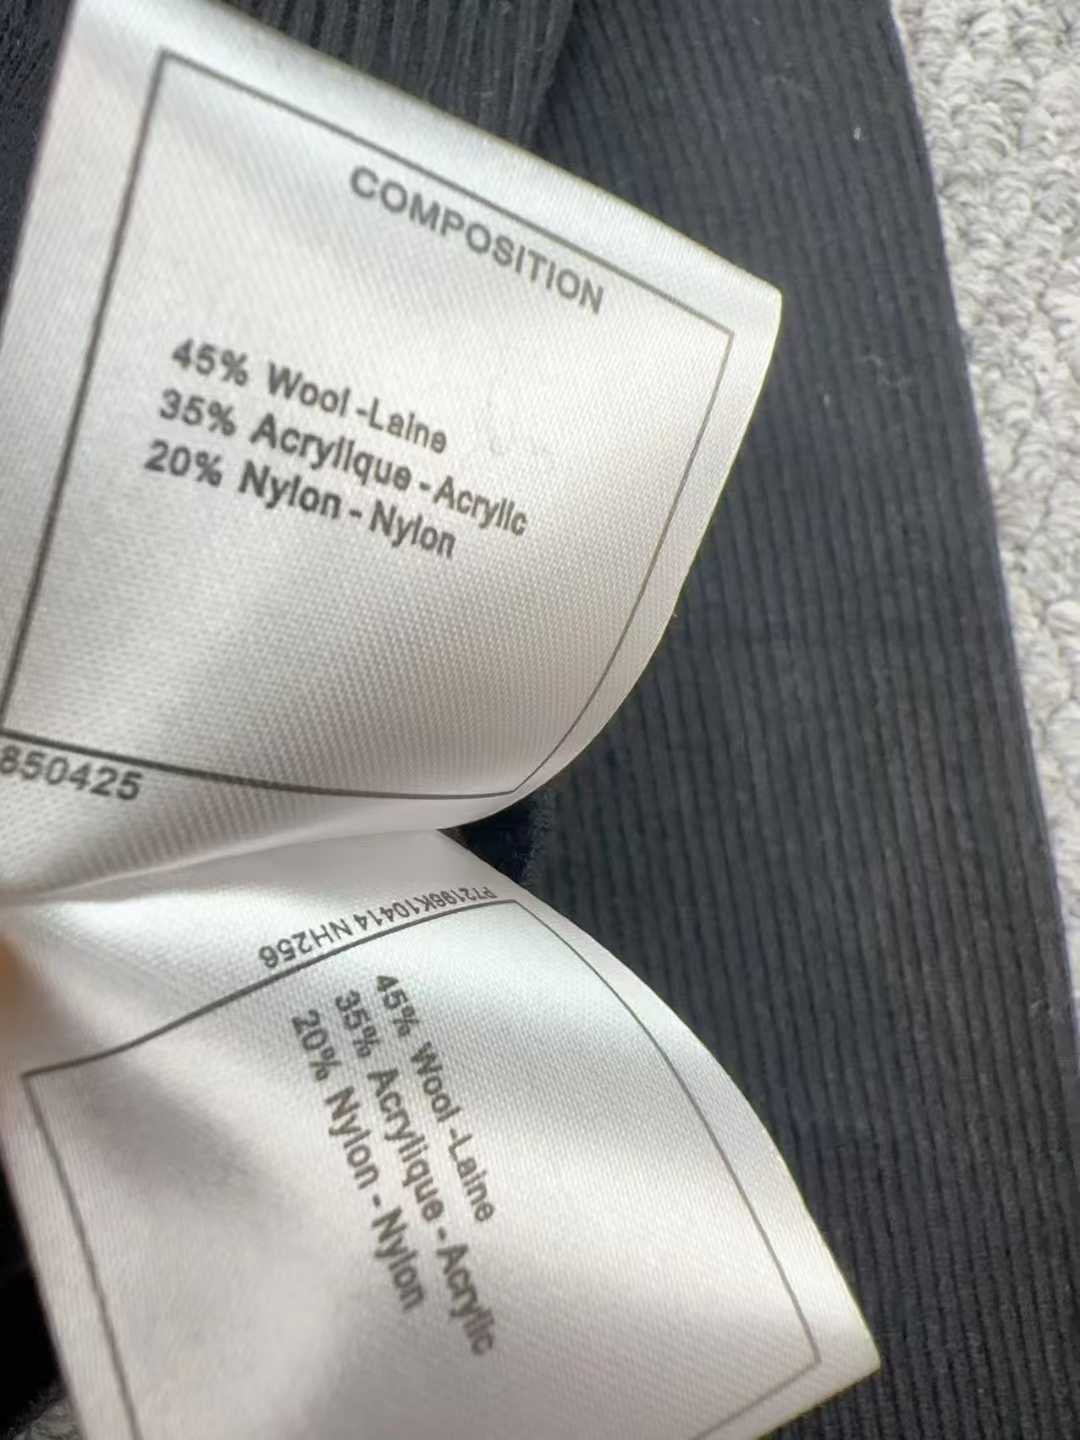 COMPOSITION
45% Wool-Laine
35% Acrylique - Acrylic
20% Nylon - Nylon
850425
P72196K10414 NH256
45% Wool-Laine
35% Acrylique - Acrylic
20% Nylon - Nylon